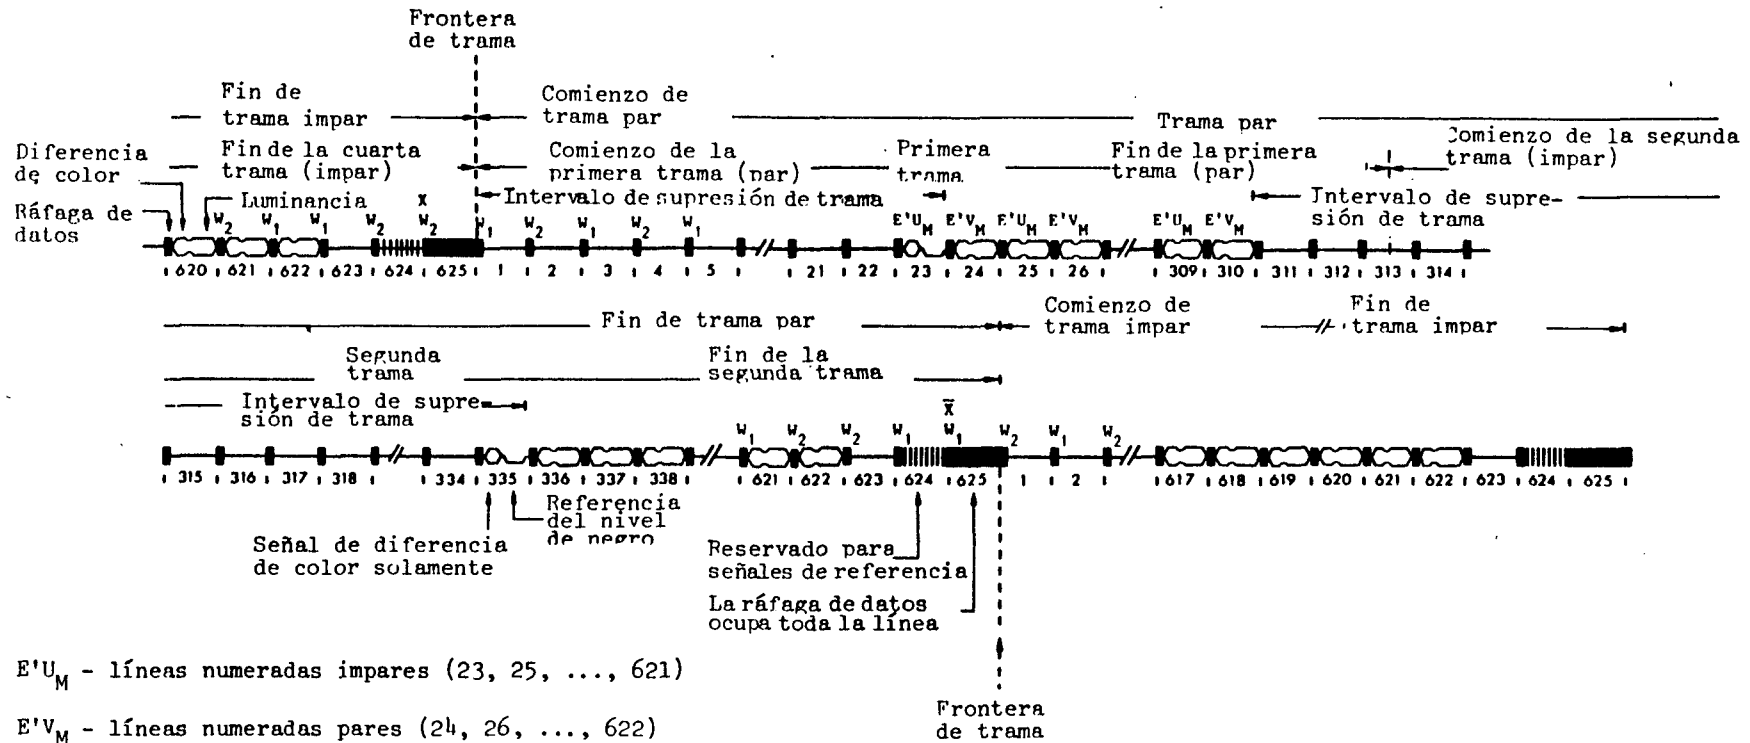 Frontera
de trama
Fin de
trama impar
Comienzo de
trama par
Trama par
Diferencia
de color
Fin de la cuarta
trama (impar)
Comienzo de la
primera trama (par)
Primera
trama
Fin de la primera
trama (par)
Comienzo de la segunda
trama (impar)
Ráfaga de
datos
Luminancia
Intervalo de supresión de trama
Intervalo de supre-
sión de trama
X
W2 W1 W1 W2 W2 W1 W2 W1 W2 W1 E'UM E'VM E'UM E'VM E'UM E'VM
620 621 622 623 624 625 1 2 3 4 5 21 22 23 24 25 26 309 310 311 312 313 314
Fin de trama par
Comienzo de
trama impar
Fin de
trama impar
Segunda
trama
Fin de la
segunda trama
Intervalo de supre-
sión de trama
X̄
W1 W2 W2 W1 W1 W2 W1 W2
315 316 317 318 334 335 336 337 338 621 622 623 624 625 1 2 617 618 619 620 621 622 623 624 625
Señal de diferencia
de color solamente
Referencia
del nivel
de negro
Reservado para
señales de referencia
La ráfaga de datos
ocupa toda la línea
E'UM - líneas numeradas impares (23, 25, ..., 621)
E'VM - líneas numeradas pares (24, 26, ..., 622)
Frontera
de trama